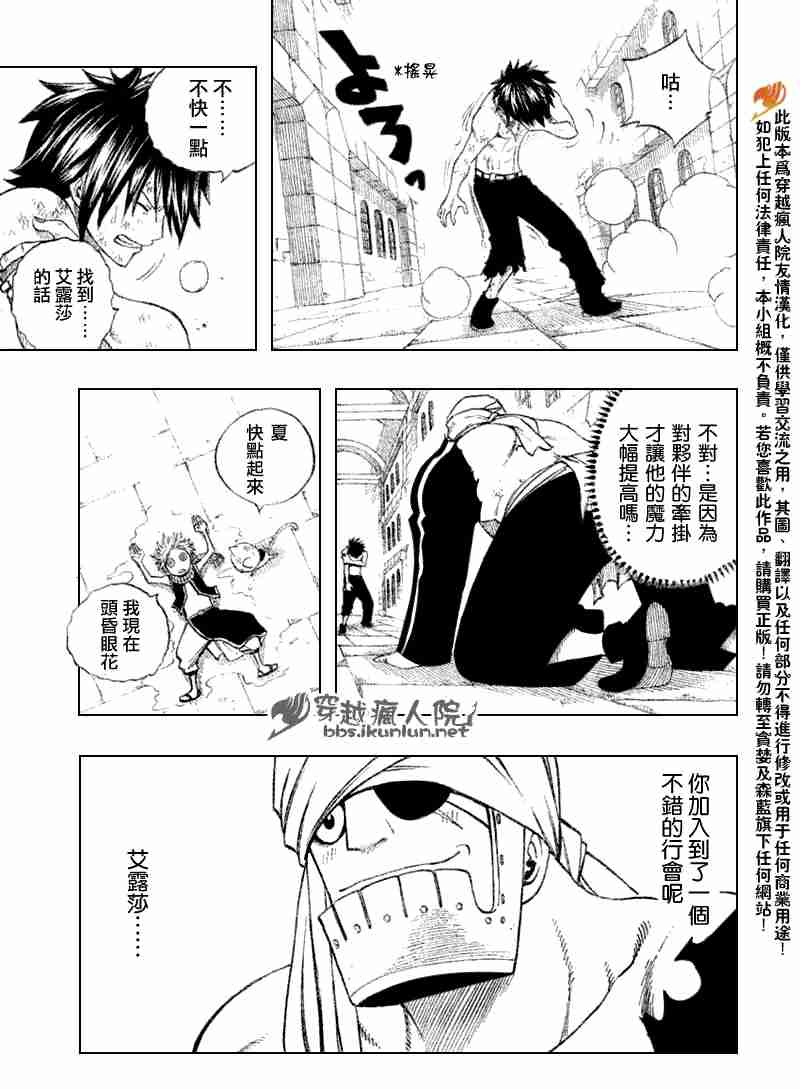 咕…
*搖晃
よろっ
不……
不快一點
找到……
艾露莎
的話
不對…是因為
對夥伴的牽掛
才讓他的魔力
大幅提高嗎…
夏
快點起來
我現在
頭昏眼花
你加入到了一個
不錯的行會呢
艾露莎……
穿越瘋人院
bbs.ikunlun.net
此版本爲穿越瘋人院友情漢化，僅供學習交流之用，其圖、翻譯以及任何部分不得進行修改或用于任何商業用途！
如犯上任何法律責任，本小組概不負責。若您喜歡此作品，請購買正版！請勿轉至貪婪及森藍旗下任何網站！